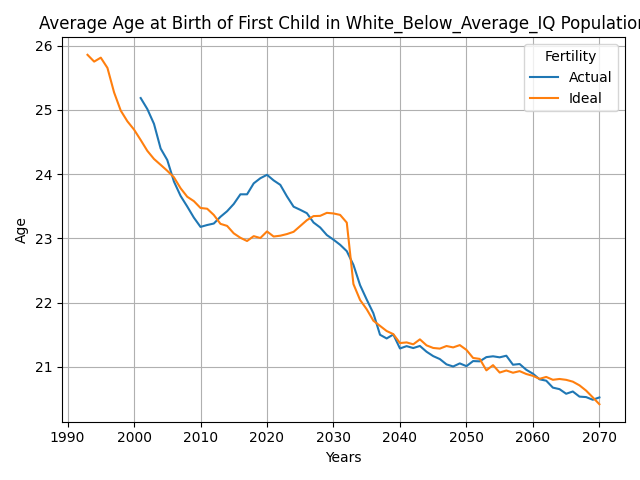 Average Age at Birth of First Child in White_Below_Average_IQ Population
Fertility
Actual
Ideal
26
25
24
23
22
21
Age
1990
2000
2010
2020
2030
2040
2050
2060
2070
Years